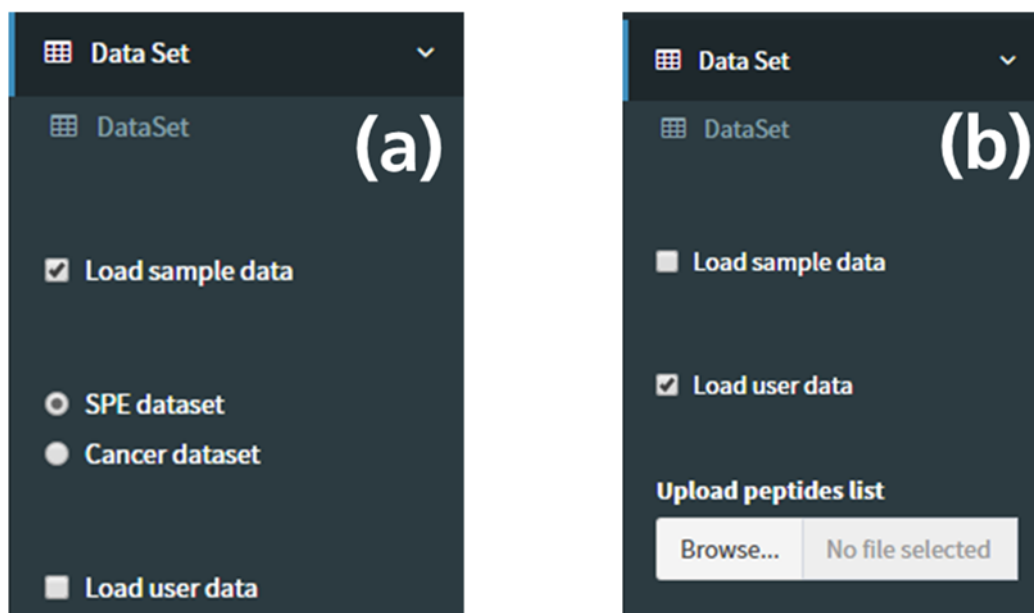 Data Set
DataSet
(a)
Load sample data
SPE dataset
Cancer dataset
Load user data
Data Set
DataSet
(b)
Load sample data
Load user data
Upload peptides list
Browse... No file selected